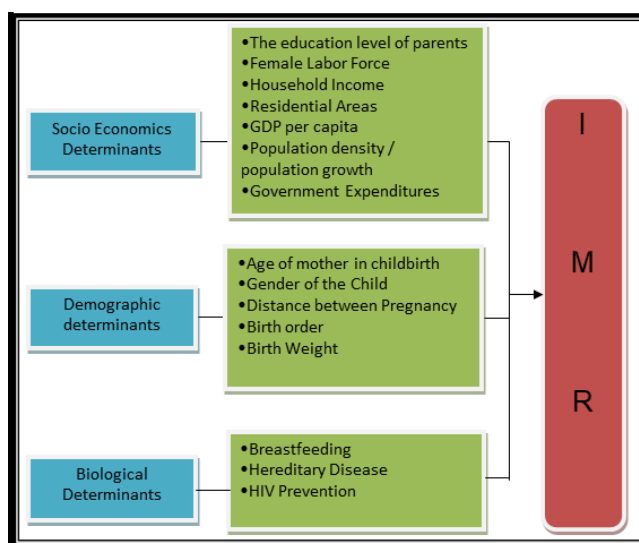 Socio Economics
Determinants
•The education level of parents
•Female Labor Force
•Household Income
•Residential Areas
•GDP per capita
•Population density /
population growth
•Government Expenditures
Demographic
determinants
•Age of mother in childbirth
•Gender of the Child
•Distance between Pregnancy
•Birth order
•Birth Weight
Biological
Determinants
•Breastfeeding
•Hereditary Disease
•HIV Prevention
I
M
R